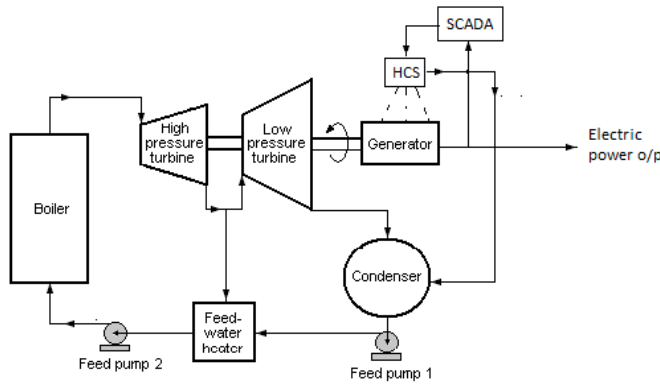 SCADA
HCS
High
pressure
turbine
Low
pressure
turbine
Generator
Electric
power o/p
Boiler
Condenser
Feed-
water
heater
Feed pump 2
Feed pump 1